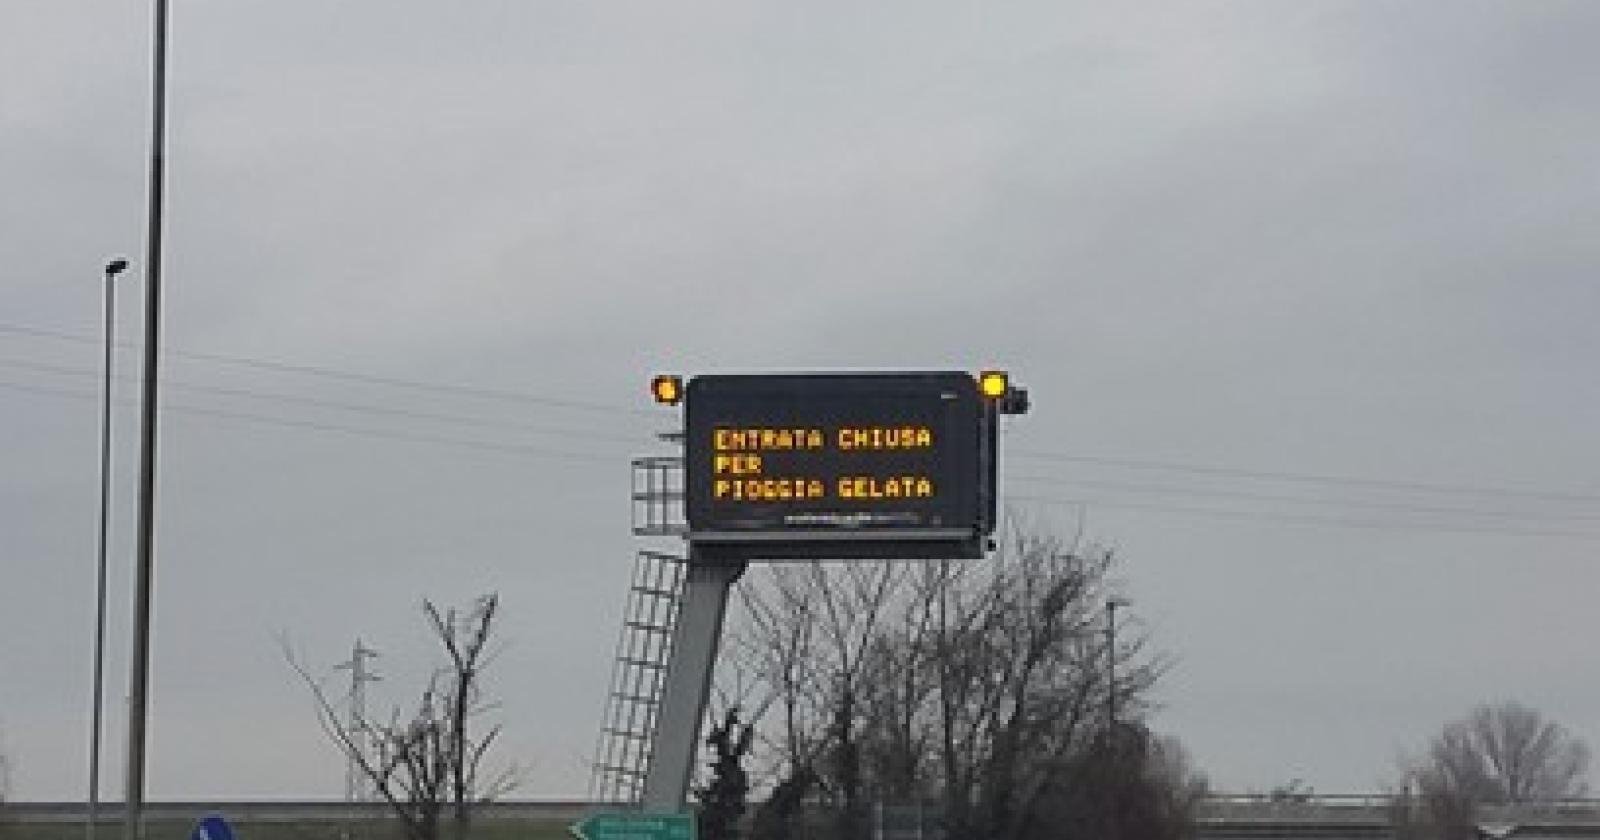 ENTRATA CHIUSA
PER
PIOGGIA GELATA